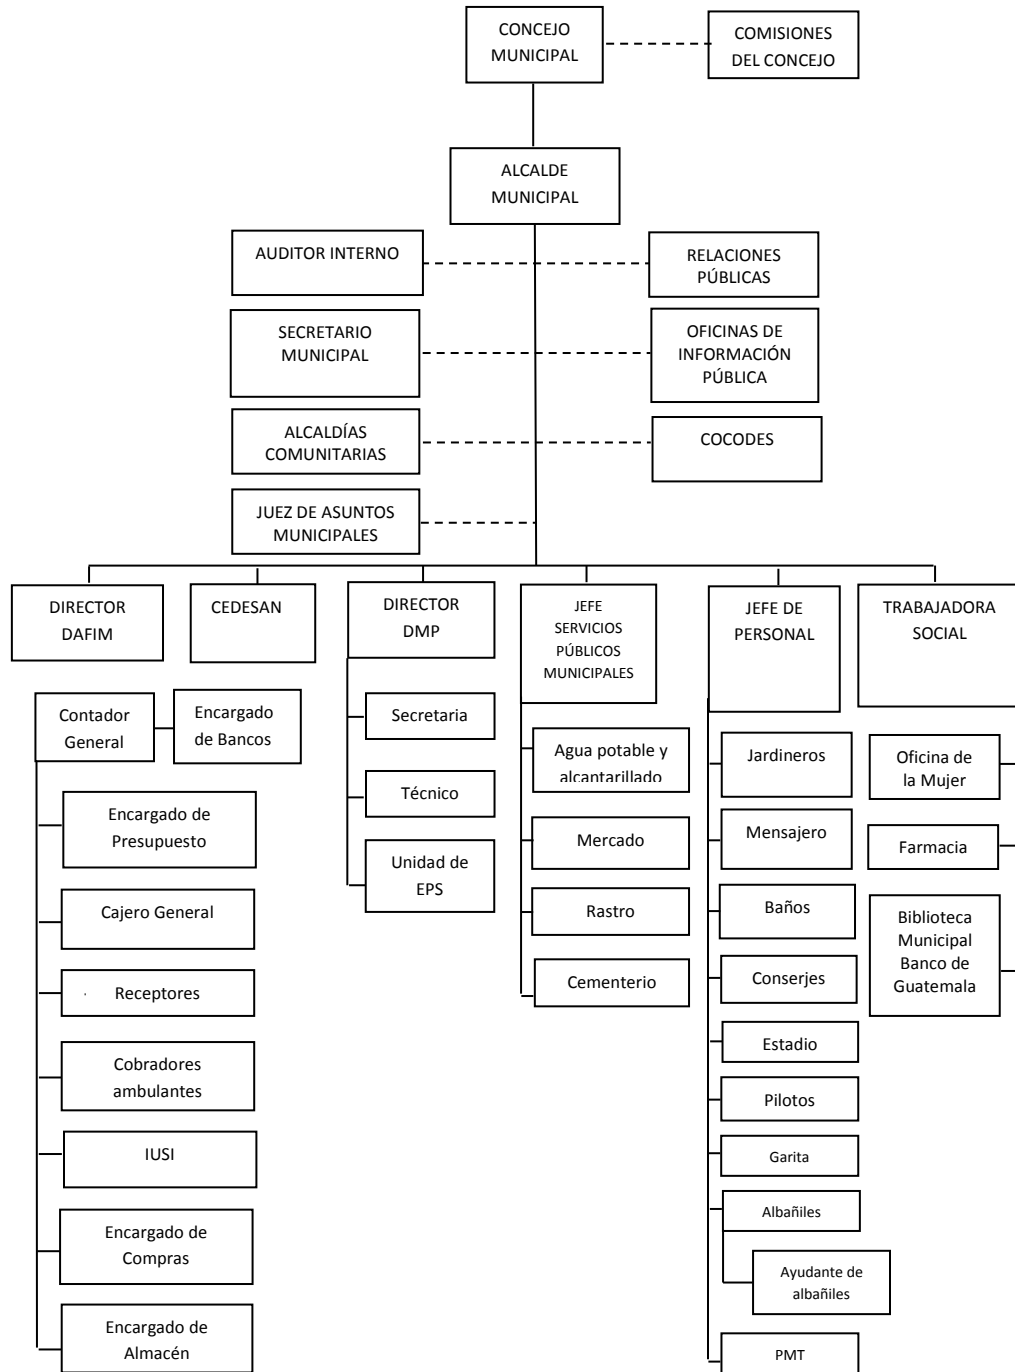 CONCEJO
MUNICIPAL
COMISIONES
DEL CONCEJO
ALCALDE
MUNICIPAL
AUDITOR INTERNO
RELACIONES
PÚBLICAS
SECRETARIO
MUNICIPAL
OFICINAS DE
INFORMACIÓN
PÚBLICA
ALCALDÍAS
COMUNITARIAS
COCODES
JUEZ DE ASUNTOS
MUNICIPALES
DIRECTOR
DAFIM
CEDESAN
DIRECTOR
DMP
JEFE
SERVICIOS
PÚBLICOS
MUNICIPALES
JEFE DE
PERSONAL
TRABAJADORA
SOCIAL
Contador
General
Encargado
de Bancos
Encargado de
Presupuesto
Cajero General
Receptores
Cobradores
ambulantes
IUSI
Encargado de
Compras
Encargado de
Almacén
Secretaria
Técnico
Unidad de
EPS
Agua potable y
alcantarillado
Mercado
Rastro
Cementerio
Jardineros
Mensajero
Baños
Conserjes
Estadio
Pilotos
Garita
Albañiles
Ayudante de
albañiles
PMT
Oficina de
la Mujer
Farmacia
Biblioteca
Municipal
Banco de
Guatemala